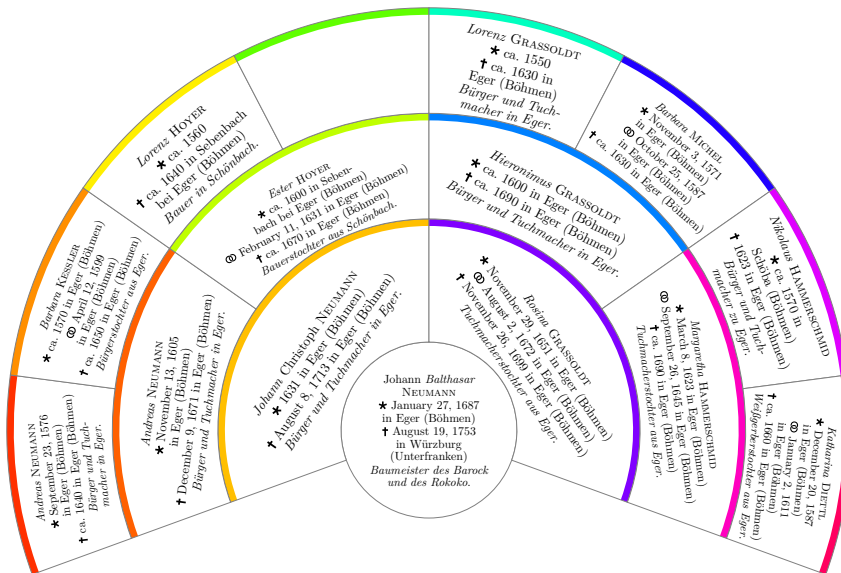 Lorenz GRASSOLDT
★ ca. 1550
✝ ca. 1630 in
Eger (Böhmen)
Bürger und Tuch-
macher in Eger.
Barbara MICHEL
★ November 3, 1571
in Eger (Böhmen)
⚭ October 25, 1587
in Eger (Böhmen)
✝ ca. 1630 in Eger (Böhmen)
Lorenz HOYER
★ ca. 1560
✝ ca. 1640 in Sebenbach
bei Eger (Böhmen)
Bauer in Schönbach.
Ester HOYER
★ ca. 1600 in Seben-
bach bei Eger (Böhmen)
⚭ February 11, 1631 in Eger (Böhmen)
✝ ca. 1670 in Eger (Böhmen)
Bauerstochter aus Schönbach.
Hieronimus GRASSOLDT
★ ca. 1600 in Eger (Böhmen)
✝ ca. 1690 in Eger (Böhmen)
Bürger und Tuchmacher in Eger.
Nikolaus HAMMERSCHMID
★ ca. 1570 in
Schöba (Böhmen)
✝ 1623 in Eger (Böhmen)
Bürger und Tuch-
macher zu Eger.
Barbara KESSLER
★ ca. 1570 in Eger (Böhmen)
⚭ April 12, 1599
in Eger (Böhmen)
✝ ca. 1650 in Eger (Böhmen)
Bürgerstochter aus Eger.
Andreas NEUMANN
★ November 13, 1605
in Eger (Böhmen)
✝ December 9, 1671 in Eger (Böhmen)
Bürger und Tuchmacher in Eger.
Johann Christoph NEUMANN
★ 1631 in Eger (Böhmen)
✝ August 8, 1713 in Eger (Böhmen)
Bürger und Tuchmacher in Eger.
Rosina GRASSOLDT
★ November 29, 1651 in Eger (Böhmen)
⚭ August 2, 1672 in Eger (Böhmen)
✝ November 26, 1699 in Eger (Böhmen)
Tuchmacherstochter aus Eger.
Margaretha HAMMERSCHMID
★ March 8, 1623 in Eger (Böhmen)
⚭ September 26, 1645 in Eger (Böhmen)
✝ ca. 1690 in Eger (Böhmen)
Tuchmacherstochter aus Eger.
Andreas NEUMANN
★ September 23, 1576
in Eger (Böhmen)
✝ ca. 1640 in Eger (Böhmen)
Bürger und Tuch-
macher in Eger.
Johann Balthasar
NEUMANN
★ January 27, 1687
in Eger (Böhmen)
✝ August 19, 1753
in Würzburg
(Unterfranken)
Baumeister des Barock
und des Rokoko.
Katharina DIETTL
★ December 20, 1587
in Eger (Böhmen)
⚭ January 2, 1611
in Eger (Böhmen)
✝ ca. 1660 in Eger (Böhmen)
Weißgerberstochter aus Eger.